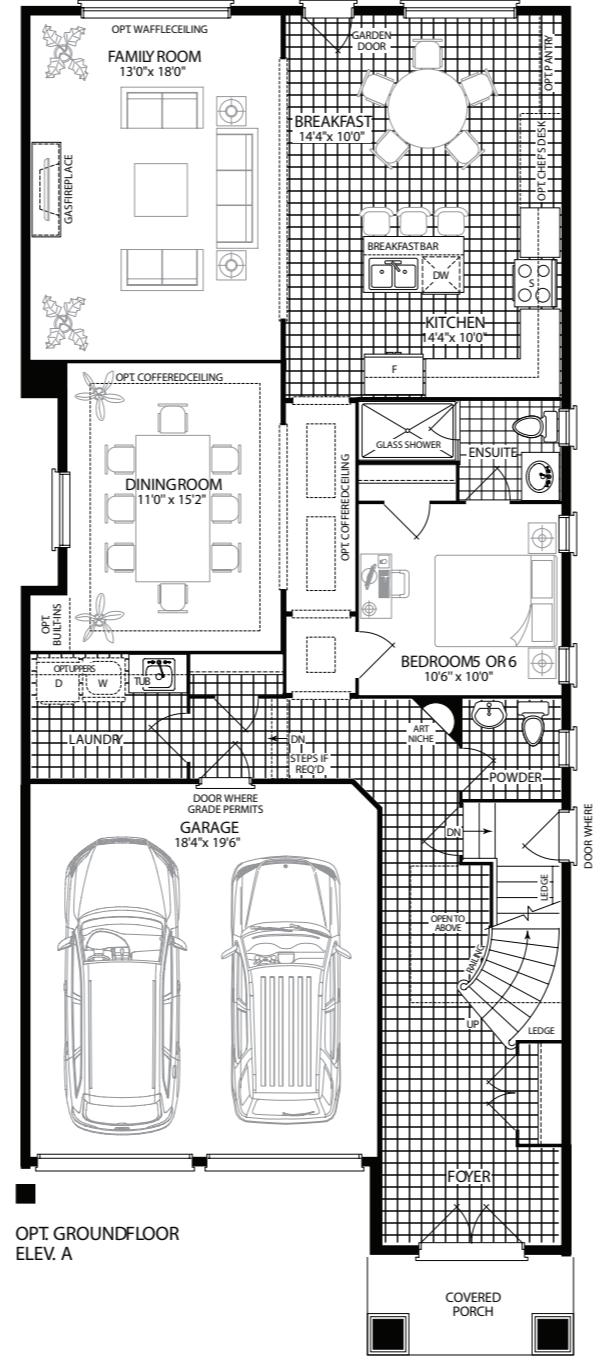 OPT. WAFFLECEILING
FAMILY ROOM
13'0"x 18'0"
GASFIREPLACE
GARDEN
DOOR
OPT. PANTRY
BREAKFAST
14'4"x 10'0"
OPT. CHEF'S DESK
BREAKFASTBAR
DW
S
KITCHEN
14'4"x 10'0"
F
OPT. COFFEREDCEILING
DININGROOM
11'0" x 15'2"
OPT.
BUILT-INS
OPT. COFFEREDCEILING
GLASS SHOWER
ENSUITE
BEDROOM5 OR 6
10'6" x 10'0"
OPT.UPPERS
D
W
TUB
LAUNDRY
DN
STEPS IF
REQ'D
ART
NICHE
POWDER
DOOR WHERE
GRADE PERMITS
GARAGE
18'4"x 19'6"
DN
DOOR WHERE
LEDGE
OPEN TO
ABOVE
RAILING
UP
LEDGE
FOYER
OPT. GROUNDFLOOR
ELEV. A
COVERED
PORCH